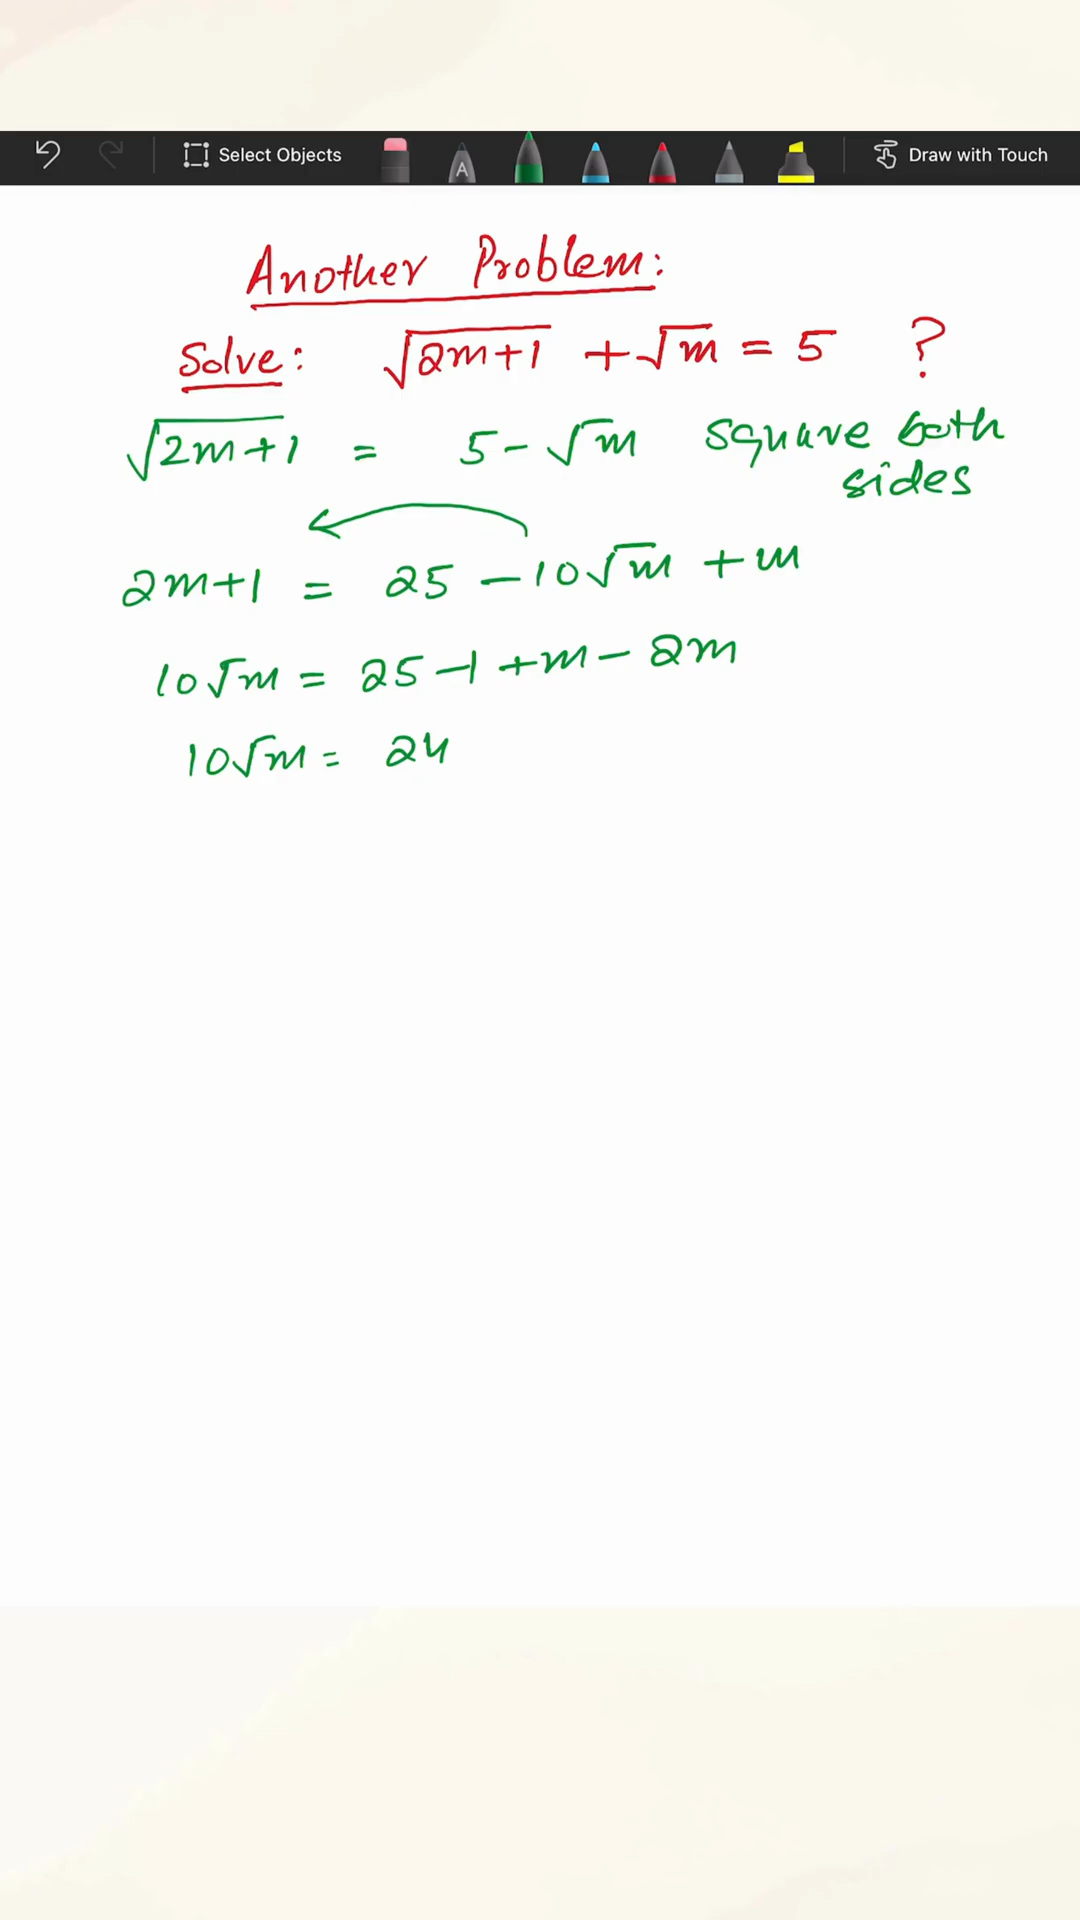 Select Objects A Draw with Touch
Another Problem:
Solve: √2m+1 + √m = 5 ?
√2m+1 = 5 - √m square both
sides
2m+1 = 25 - 10√m + m
10√m = 25 - 1 + m - 2m
10√m = 24